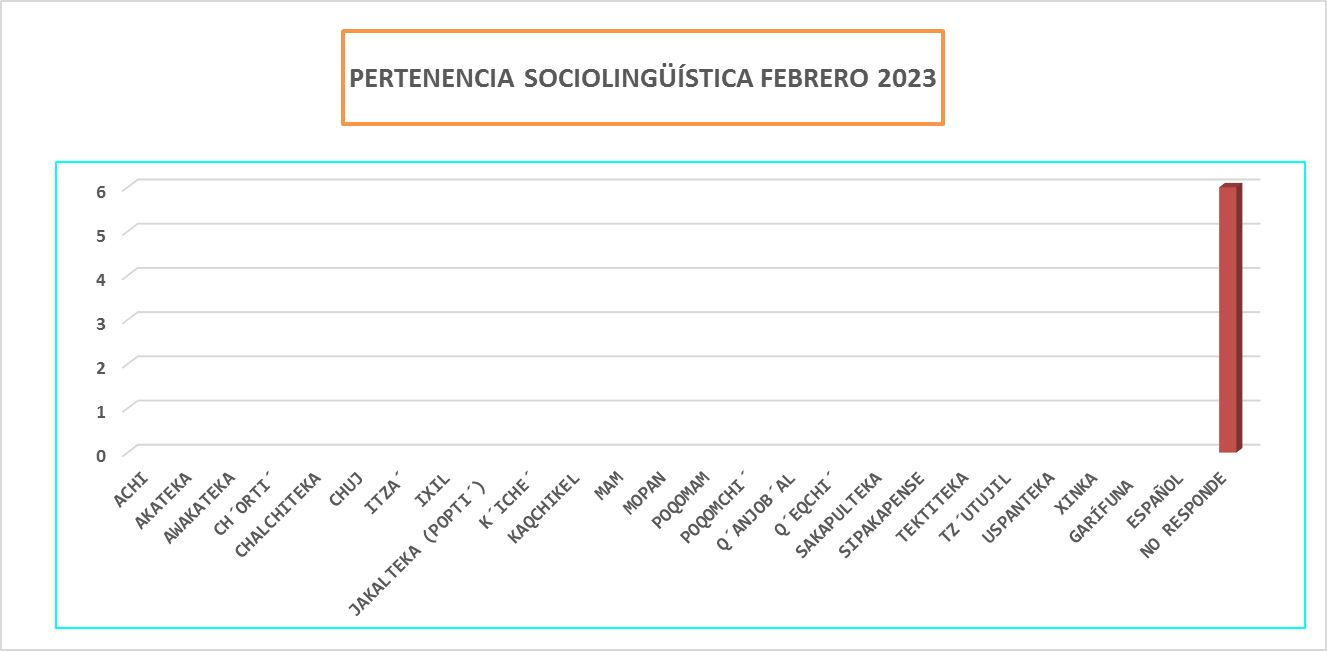 PERTENENCIA SOCIOLINGÜÍSTICA FEBRERO 2023
6
5
4
3
2
1
0
ACHI
AKATEKA
AWAKATEKA
CH´ORTI´
CHALCHITEKA
CHUJ
ITZA´
IXIL
JAKALTEKA (POPTI´)
K´ICHE´
KAQCHIKEL
MAM
MOPAN
POQOMAM
POQOMCHI´
Q´ANJOB´AL
Q´EQCHI´
SAKAPULTEKA
SIPAKAPENSE
TEKTITEKA
TZ´UTUJIL
USPANTEKA
XINKA
GARÍFUNA
ESPAÑOL
NO RESPONDE